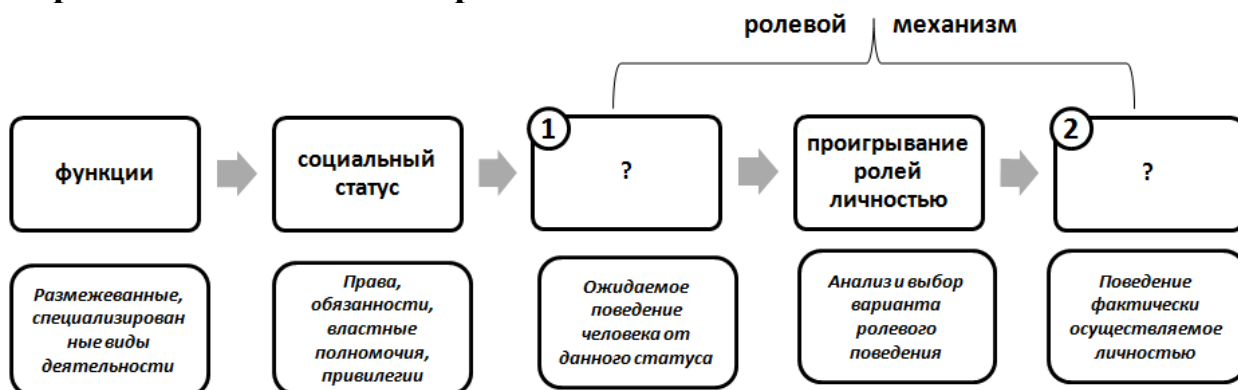 ролевой механизм
1
2
функции
социальный
статус
?
проигрывание
ролей
личностью
?
Размежеванные,
специализирован
ные виды
деятельности
Права,
обязанности,
властные
полномочия,
привилегии
Ожидаемое
поведение
человека от
данного статуса
Анализ и выбор
варианта
ролевого
поведения
Поведение
фактически
осуществляемое
личностью